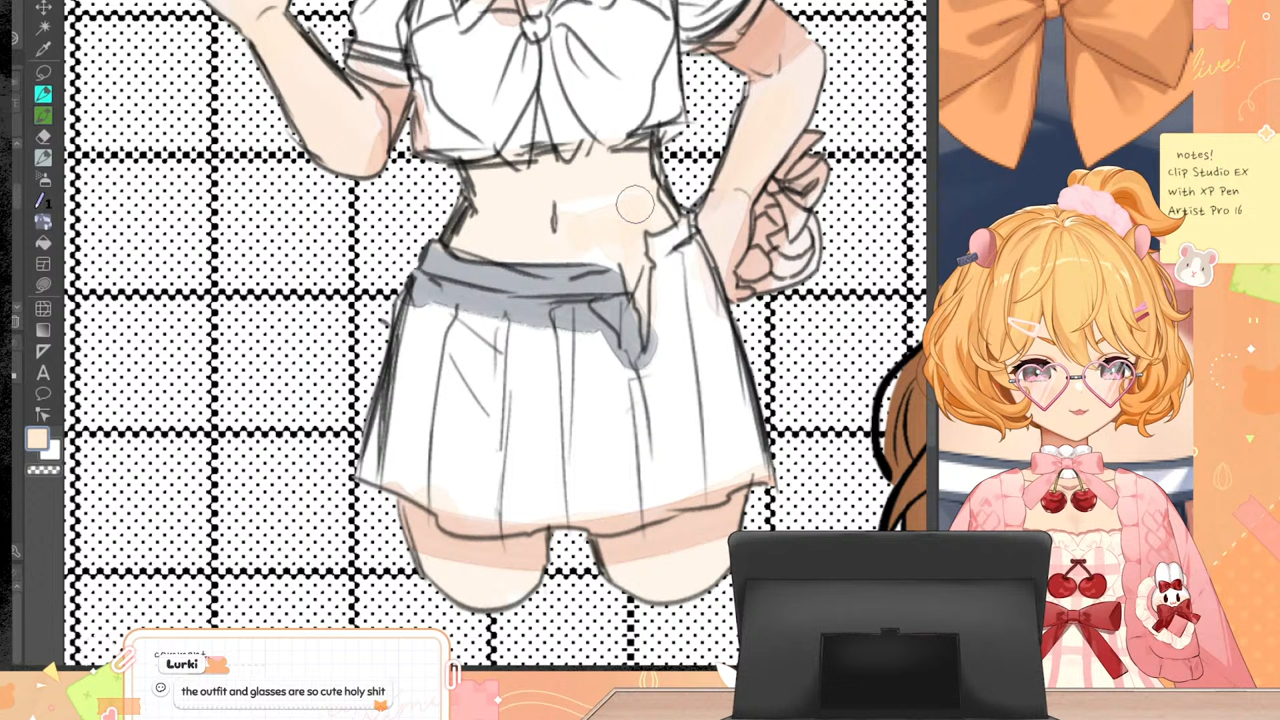 live!
notes!
Clip Studio EX
with XP Pen
Artist Pro 16
Lurki
the outfit and glasses are so cute holy shit